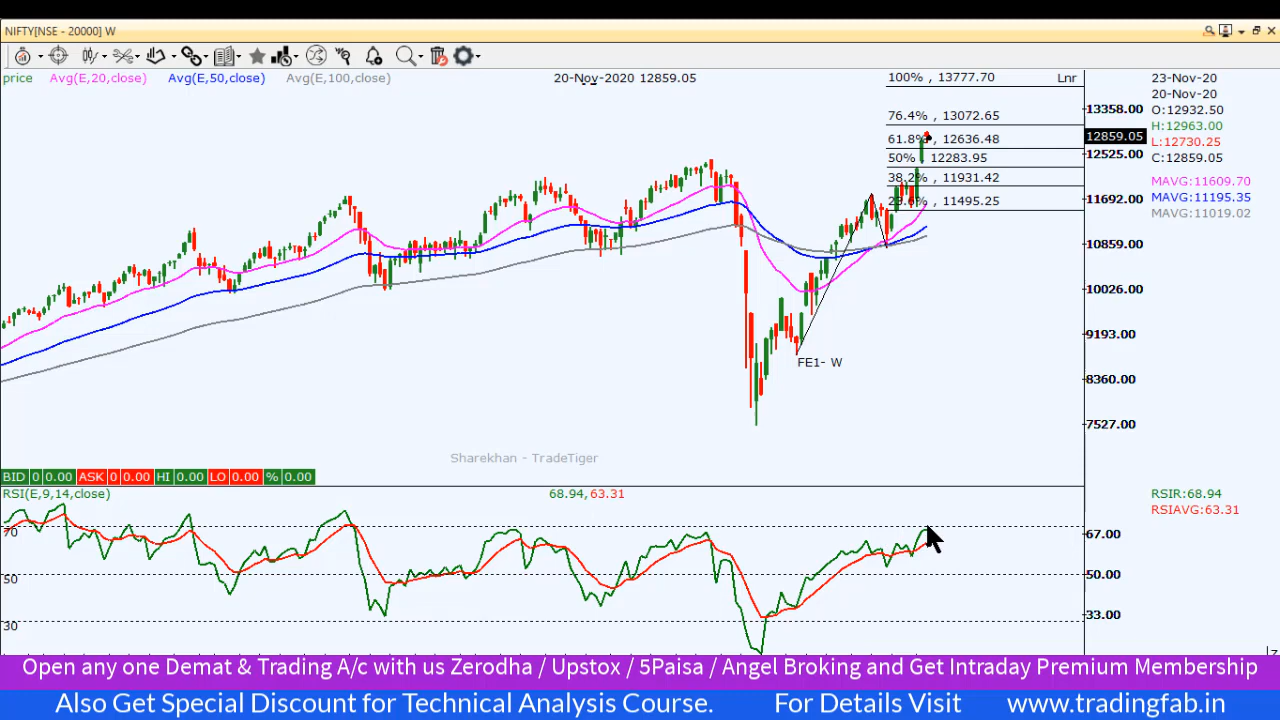 NIFTY[NSE - 20000] W
price Avg(E,20,close) Avg(E,50,close) Avg(E,100,close) 20-Nov-2020 12859.05
100% , 13777.70 Lnr
76.4% , 13072.65
61.8% , 12636.48
50% , 12283.95
38.2% , 11931.42
23.6% , 11495.25
FE1- W
13358.00
12859.05
12525.00
11692.00
10859.00
10026.00
9193.00
8360.00
7527.00
23-Nov-20
20-Nov-20
O:12932.50
H:12963.00
L:12730.25
C:12859.05
MAVG:11609.70
MAVG:11195.35
MAVG:11019.02
Sharekhan - TradeTiger
BID 0 0.00 ASK 0 0.00 HI 0.00 LO 0.00 % 0.00
RSI(E,9,14,close) 68.94, 63.31
70
50
30
67.00
50.00
33.00
RSIR:68.94
RSIAVG:63.31
Open any one Demat & Trading A/c with us Zerodha / Upstox / 5Paisa / Angel Broking and Get Intraday Premium Membership
Also Get Special Discount for Technical Analysis Course. For Details Visit www.tradingfab.in